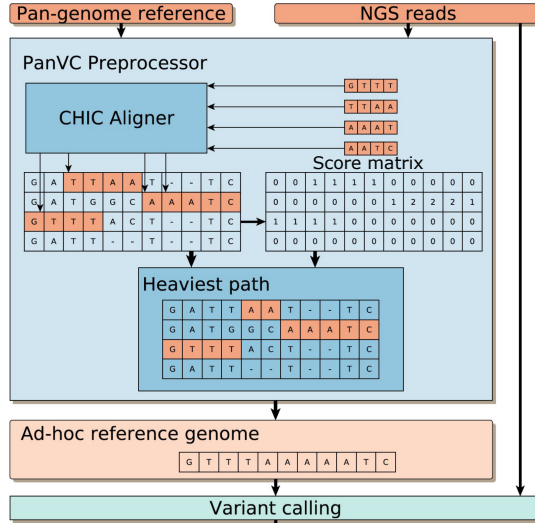 Pan-genome reference
NGS reads
PanVC Preprocessor
CHIC Aligner
G T T T
T T A A
A A A T
A A T C
Score matrix
G A T T A A T - - T C
G A T G G C A A A T C
G T T T A C T - - T C
G A T T - - T - - T C
0 0 1 1 1 1 0 0 0 0 0
0 0 0 0 0 0 1 2 2 2 1
1 1 1 1 0 0 0 0 0 0 0
0 0 0 0 0 0 0 0 0 0 0
Heaviest path
G A T T A A T - - T C
G A T G G C A A A T C
G T T T A C T - - T C
G A T T - - T - - T C
Ad-hoc reference genome
G T T T A A A A A T C
Variant calling